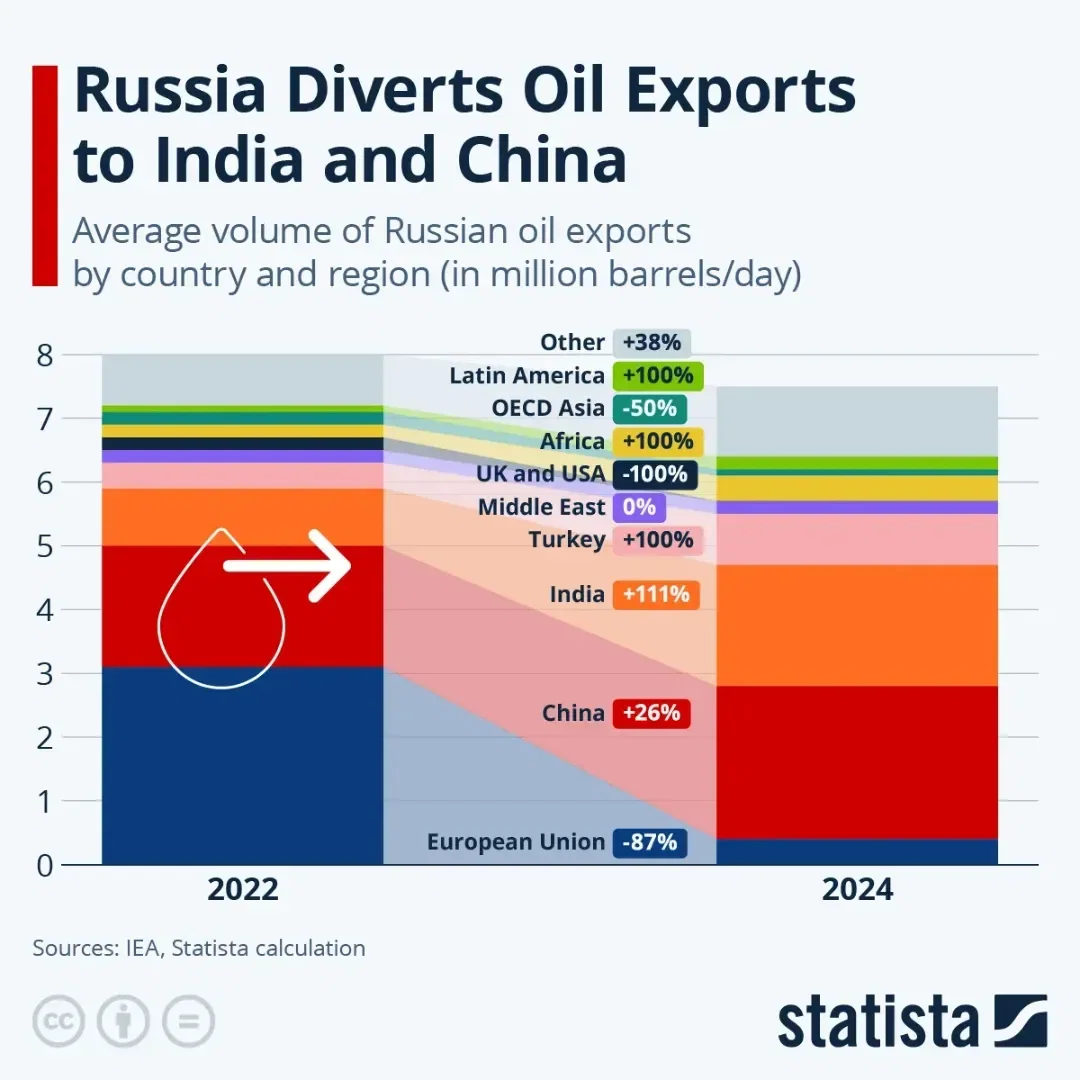 Russia Diverts Oil Exports
to India and China
Average volume of Russian oil exports
by country and region (in million barrels/day)
8
7
6
5
4
3
2
1
0
Other +38%
Latin America +100%
OECD Asia -50%
Africa +100%
UK and USA -100%
Middle East 0%
Turkey +100%
India +111%
China +26%
European Union -87%
2022 2024
Sources: IEA, Statista calculation
cc =
statista